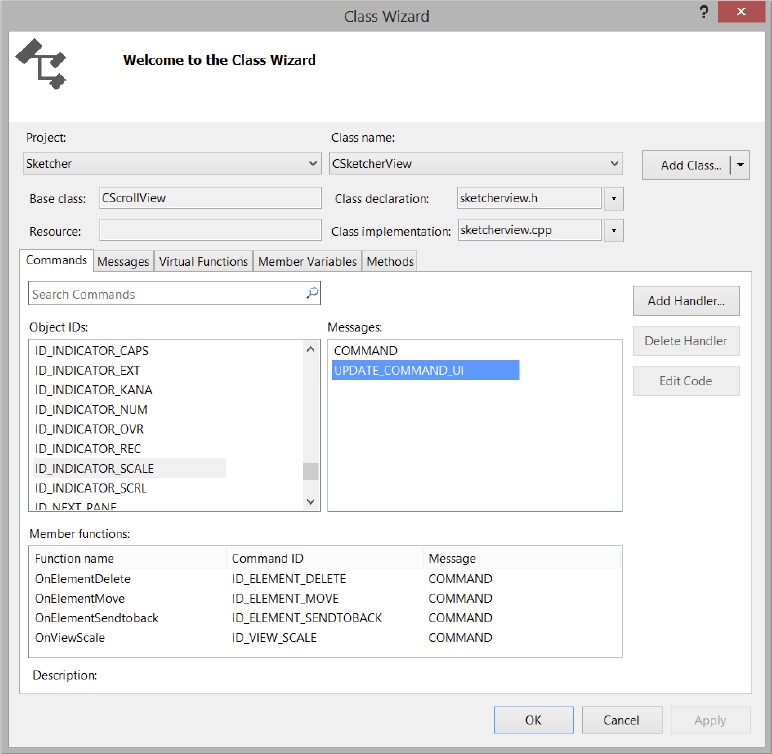 Class Wizard
?
Welcome to the Class Wizard
Project:
Class name:
Sketcher
CSketcherView
Add Class...
Base class:
CScrollView
Class declaration:
sketcherview.h
Resource:
Class implementation:
sketcherview.cpp
Commands
Messages
Virtual Functions
Member Variables
Methods
Search Commands
Add Handler...
Object IDs:
Messages:
Delete Handler
Edit Code
ID_INDICATOR_CAPS
ID_INDICATOR_EXT
ID_INDICATOR_KANA
ID_INDICATOR_NUM
ID_INDICATOR_OVR
ID_INDICATOR_REC
ID_INDICATOR_SCALE
ID_INDICATOR_SCRL
ID_NEXT_PANE
COMMAND
UPDATE_COMMAND_UI
Member functions:
Function name Command ID Message
OnElementDelete ID_ELEMENT_DELETE COMMAND
OnElementMove ID_ELEMENT_MOVE COMMAND
OnElementSendtoback ID_ELEMENT_SENDTOBACK COMMAND
OnViewScale ID_VIEW_SCALE COMMAND
Description:
OK
Cancel
Apply